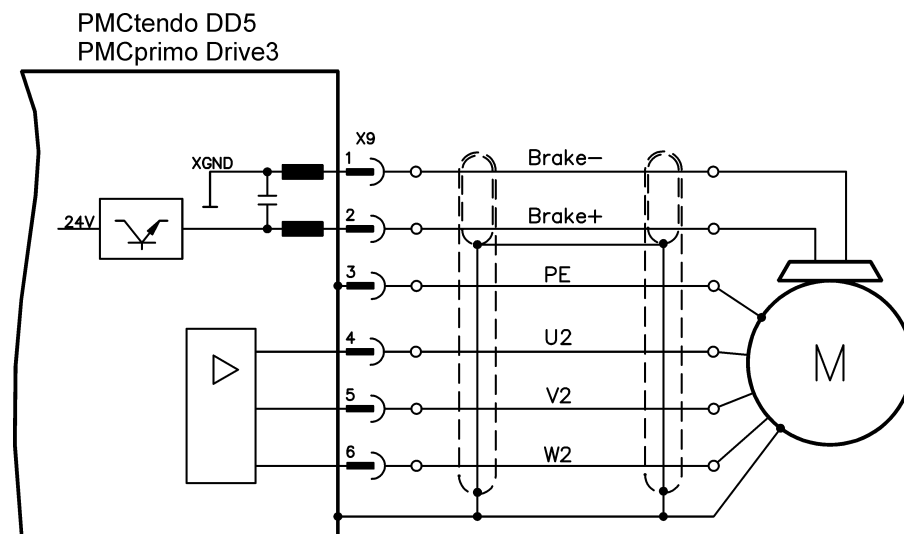 PMCtendo DD5
PMCprimo Drive3
X9
XGND
1
Brake–
24V
2
Brake+
3
PE
4
U2
M
5
V2
6
W2